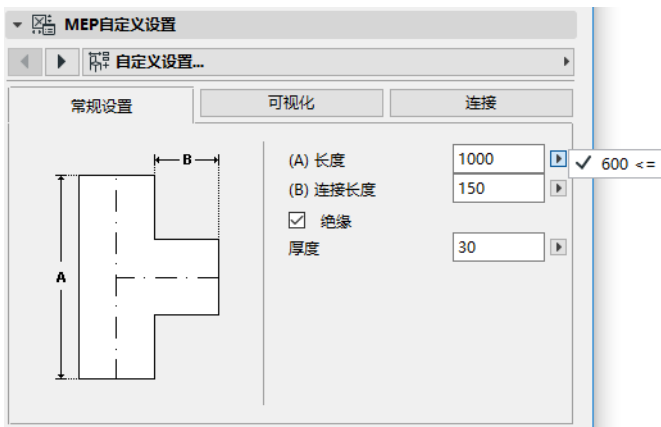 MEP自定义设置
自定义设置...
常规设置
可视化
连接
B
A
(A) 长度
1000
600 <=
(B) 连接长度
150
绝缘
厚度
30